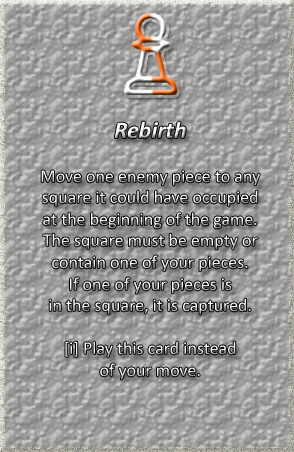 Rebirth
Move one enemy piece to any
square it could have occupied
at the beginning of the game.
The square must be empty or
contain one of your pieces.
If one of your pieces is
in the square, it is captured.
[i] Play this card instead
of your move.